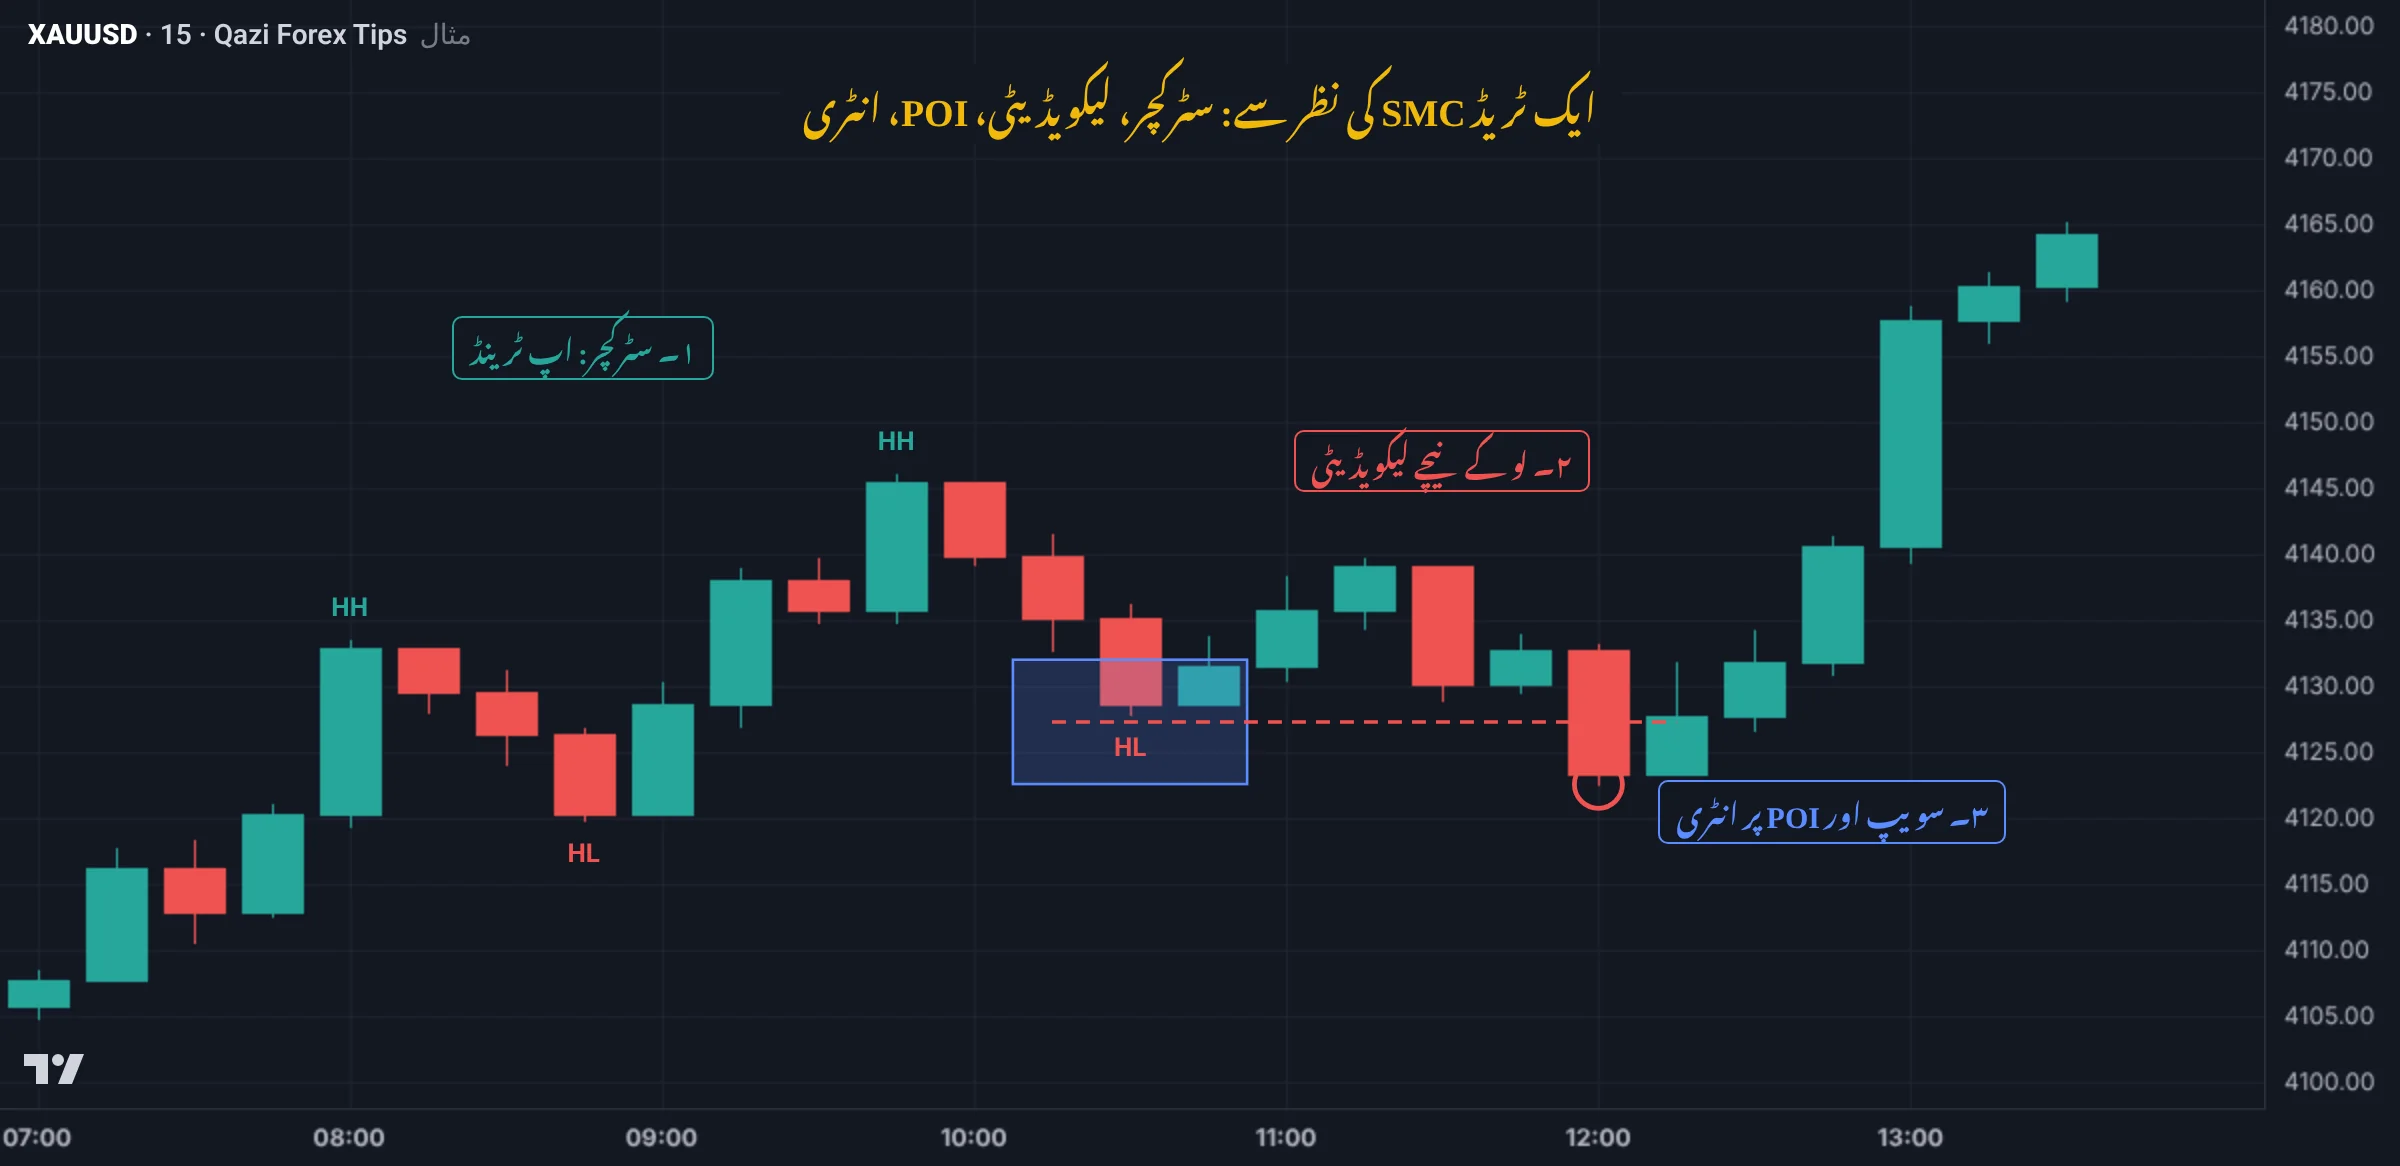 XAUUSD · 15 · Qazi Forex Tips مثال
ایک ٹریڈ SMC کی نظر سے: سٹرکچر، لیکویڈیٹی، POI، انٹری
۱۔ سٹرکچر: اپ ٹرینڈ
HH
۲۔ لو کے نیچے لیکویڈیٹی
HH
HL
HL
۳۔ سویپ اور POI پر انٹری
4180.00
4175.00
4170.00
4165.00
4160.00
4155.00
4150.00
4145.00
4140.00
4135.00
4130.00
4125.00
4120.00
4115.00
4110.00
4105.00
4100.00
07:00 08:00 09:00 10:00 11:00 12:00 13:00